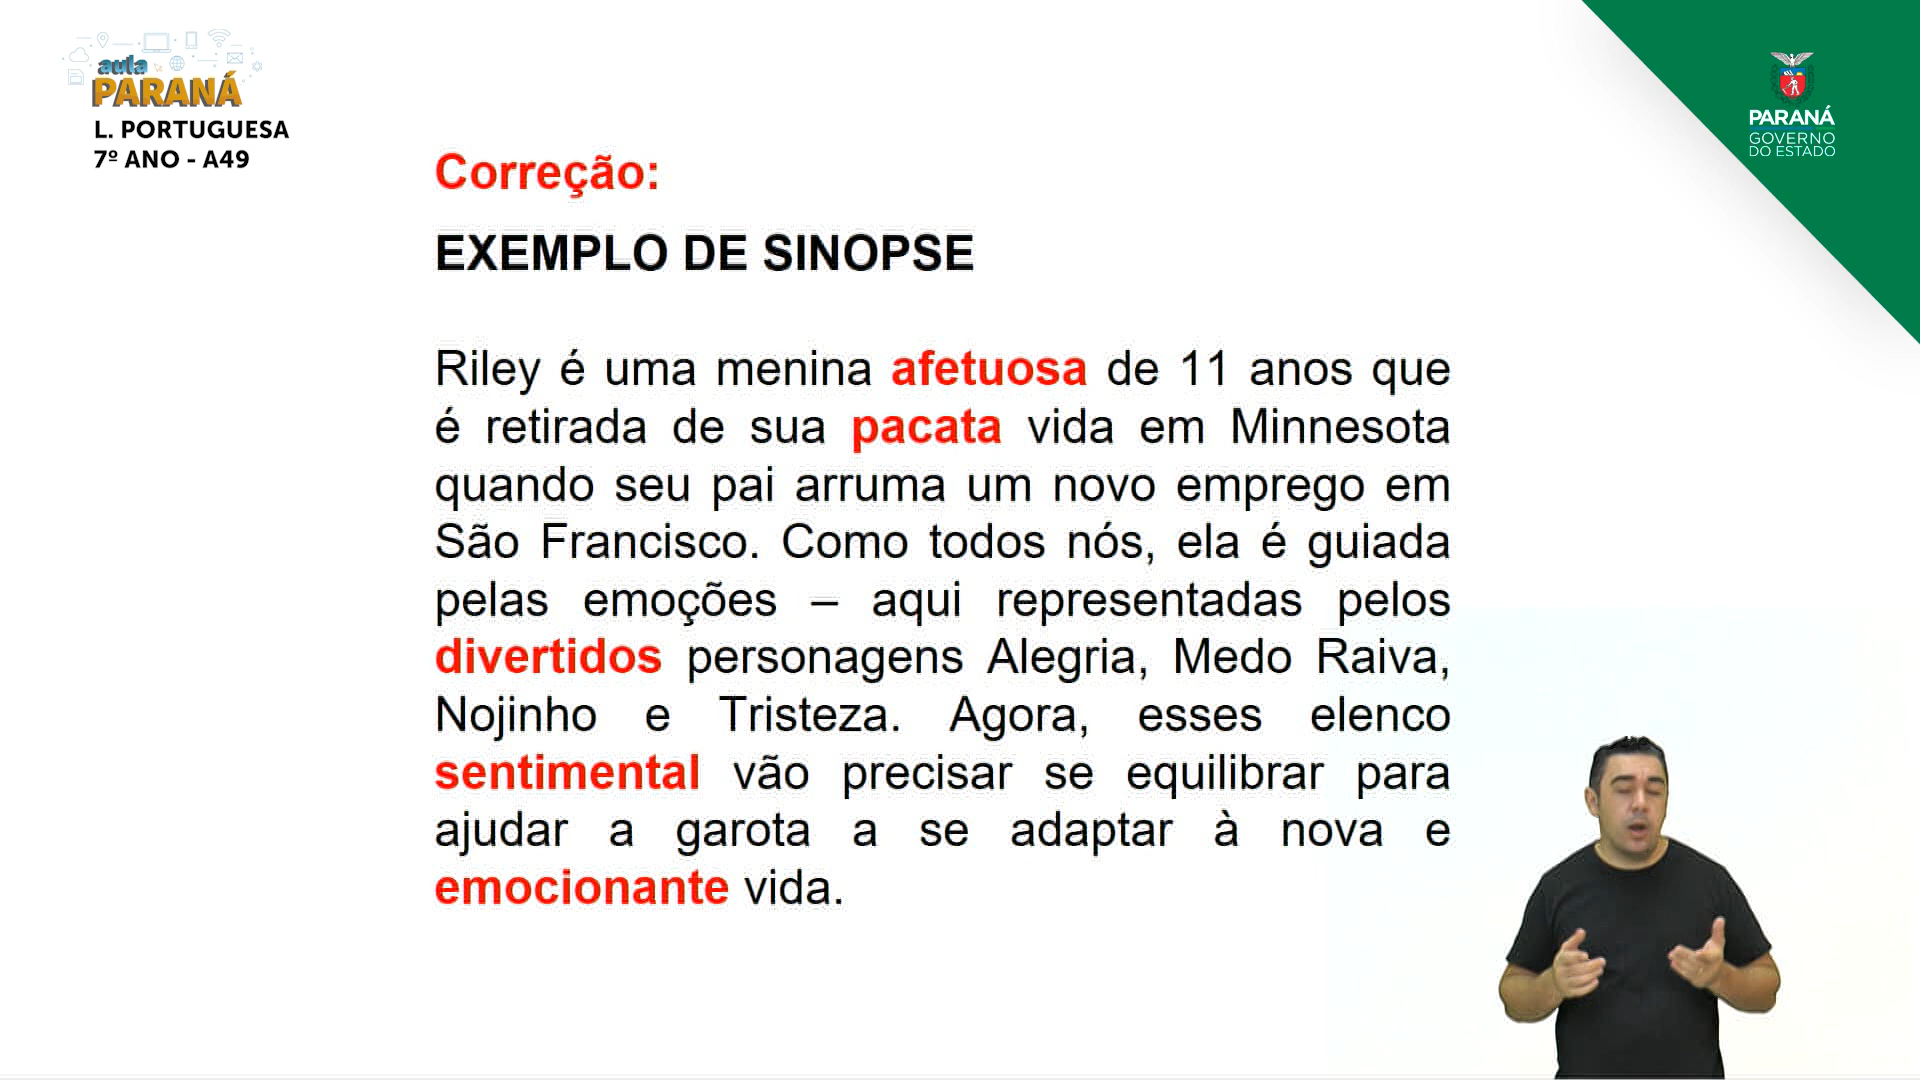 aula
PARANÁ
L. PORTUGUESA
7º ANO - A49
PARANÁ
GOVERNO
DO ESTADO
Correção:
EXEMPLO DE SINOPSE
Riley é uma menina afetuosa de 11 anos que
é retirada de sua pacata vida em Minnesota
quando seu pai arruma um novo emprego em
São Francisco. Como todos nós, ela é guiada
pelas emoções – aqui representadas pelos
divertidos personagens Alegria, Medo Raiva,
Nojinho e Tristeza. Agora, esses elenco
sentimental vão precisar se equilibrar para
ajudar a garota a se adaptar à nova e
emocionante vida.